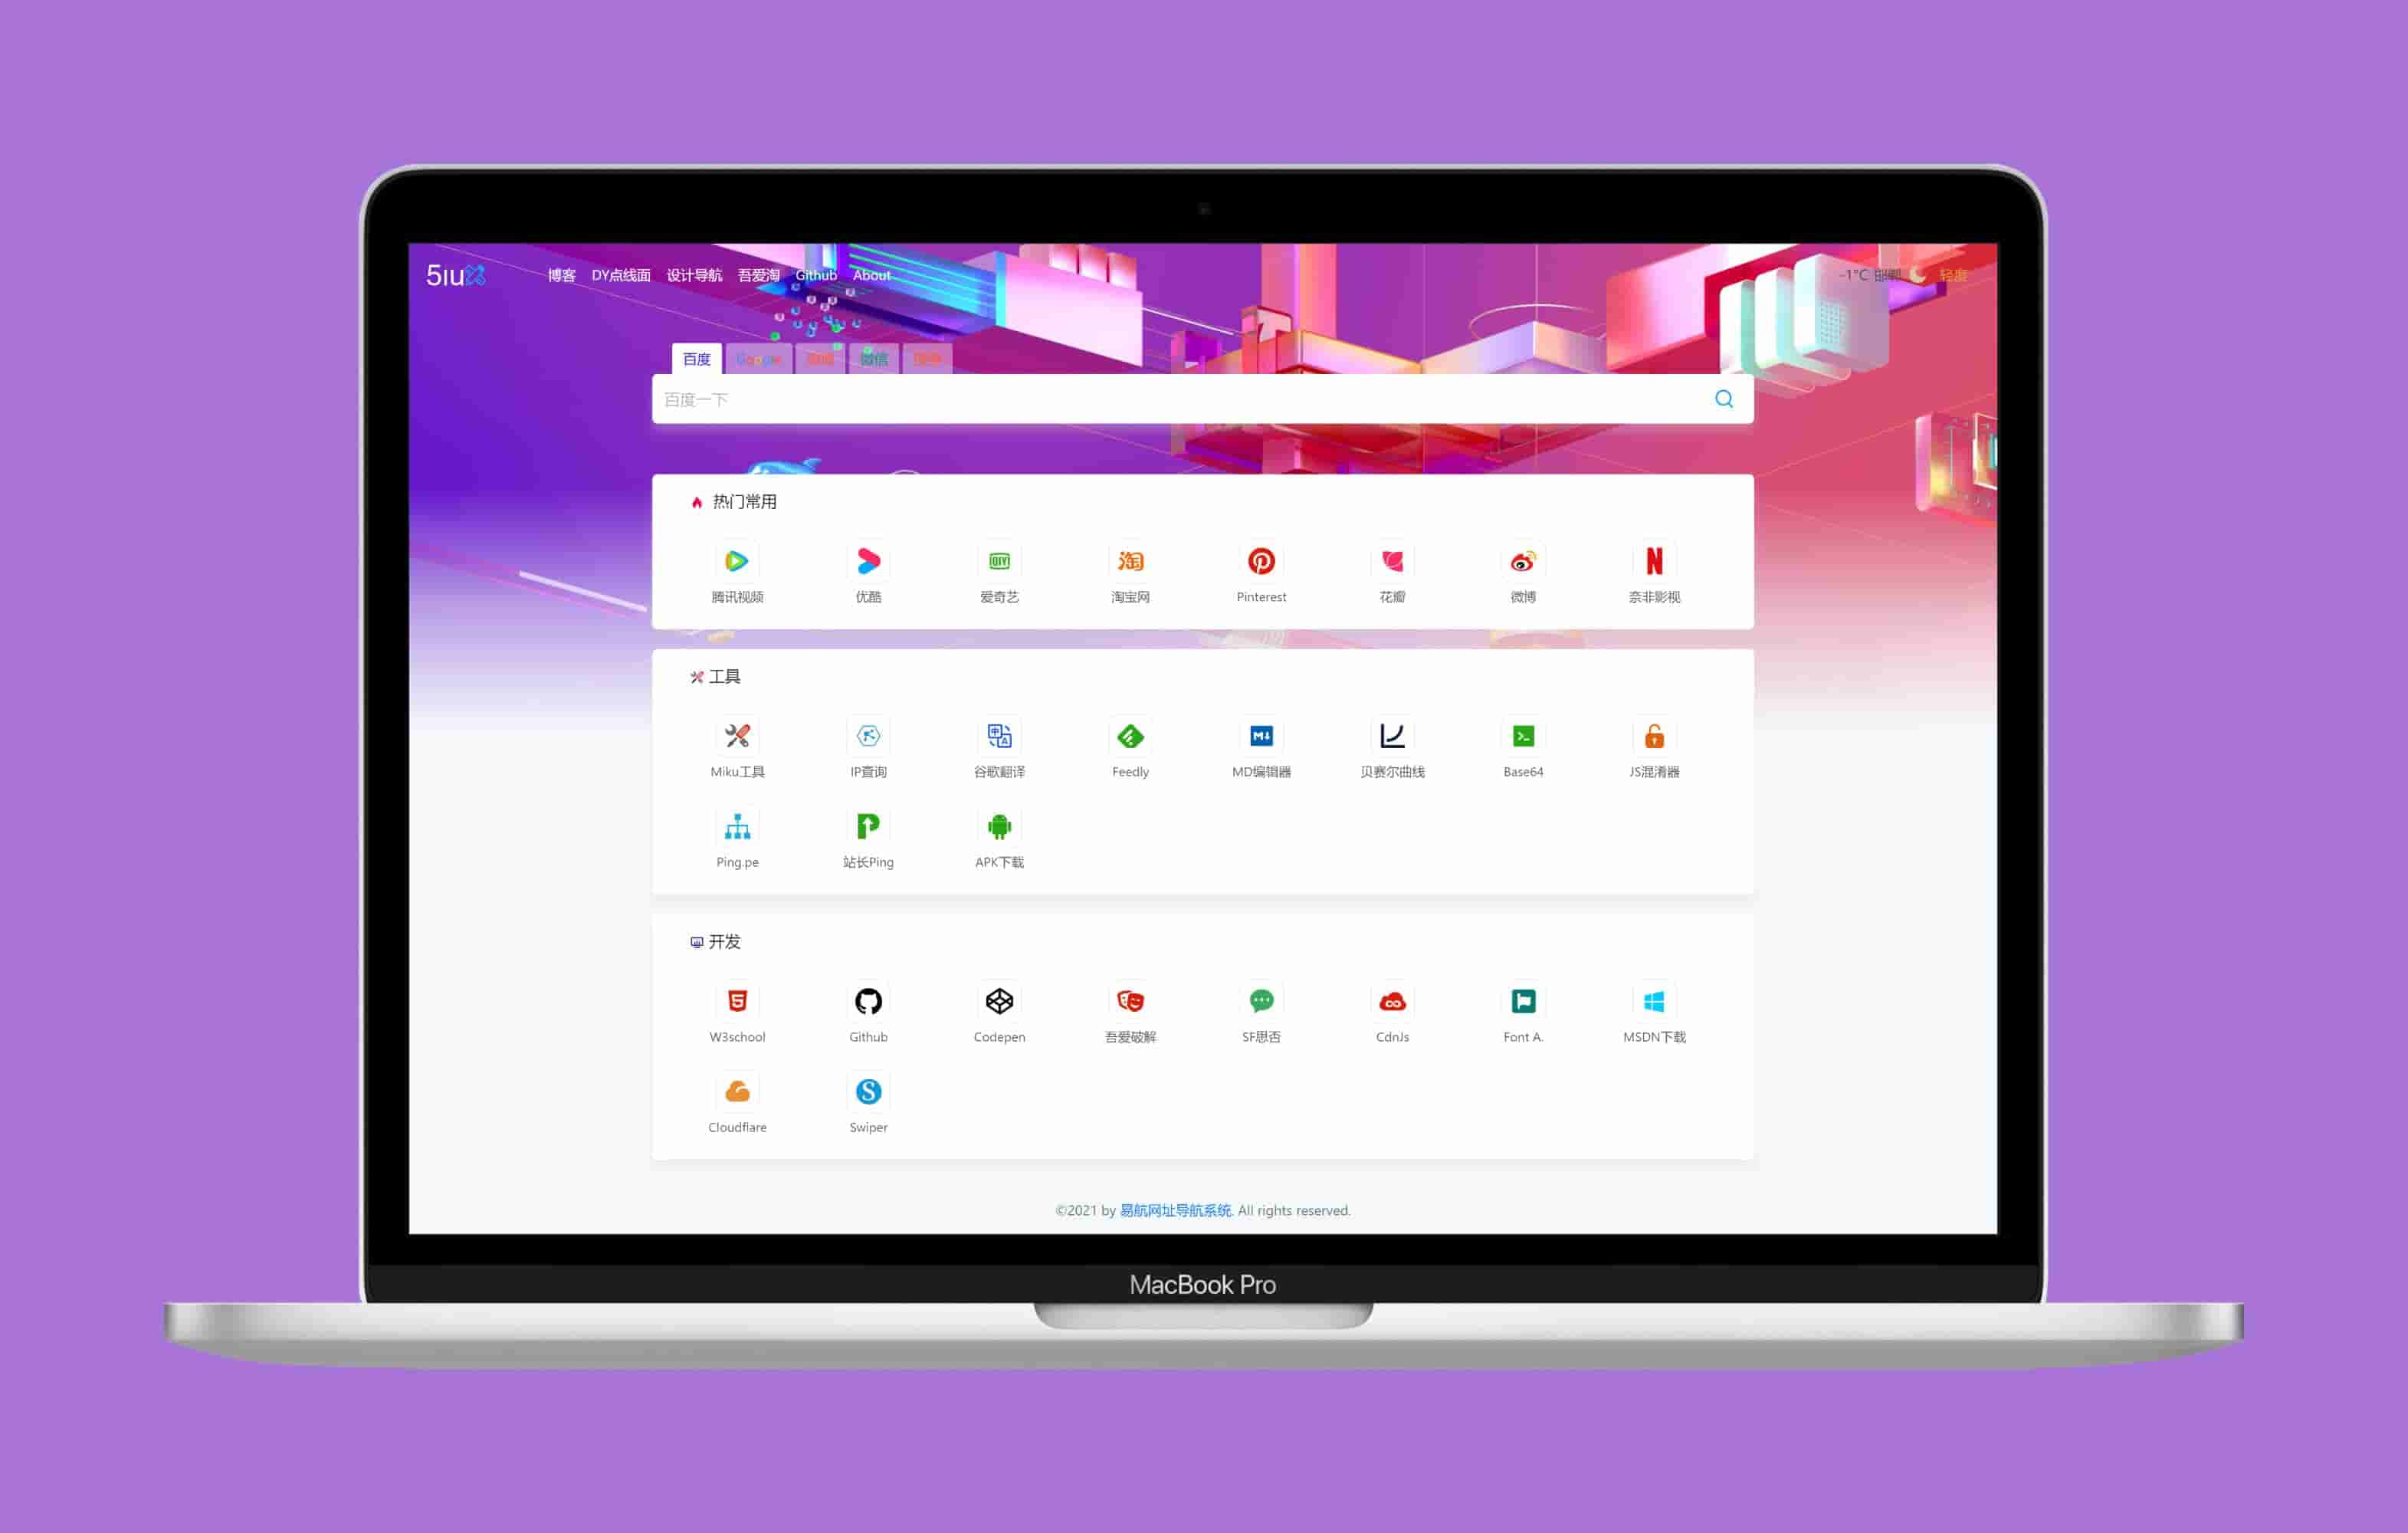 5iux
博客 DY点线面 设计导航 吾爱淘 Github About
-1°C 邯郸 轻度
百度 Google 微信
百度一下
热门常用
腾讯视频 优酷 爱奇艺 淘宝网 Pinterest 花瓣 微博 奈非影视
工具
Miku工具 IP查询 谷歌翻译 Feedly MD编辑器 贝赛尔曲线 Base64 JS混淆器
Ping.pe 站长Ping APK下载
开发
W3school Github Codepen 吾爱破解 SF思否 CdnJs Font A. MSDN下载
Cloudflare Swiper
©2021 by 易航网址导航系统. All rights reserved.
MacBook Pro